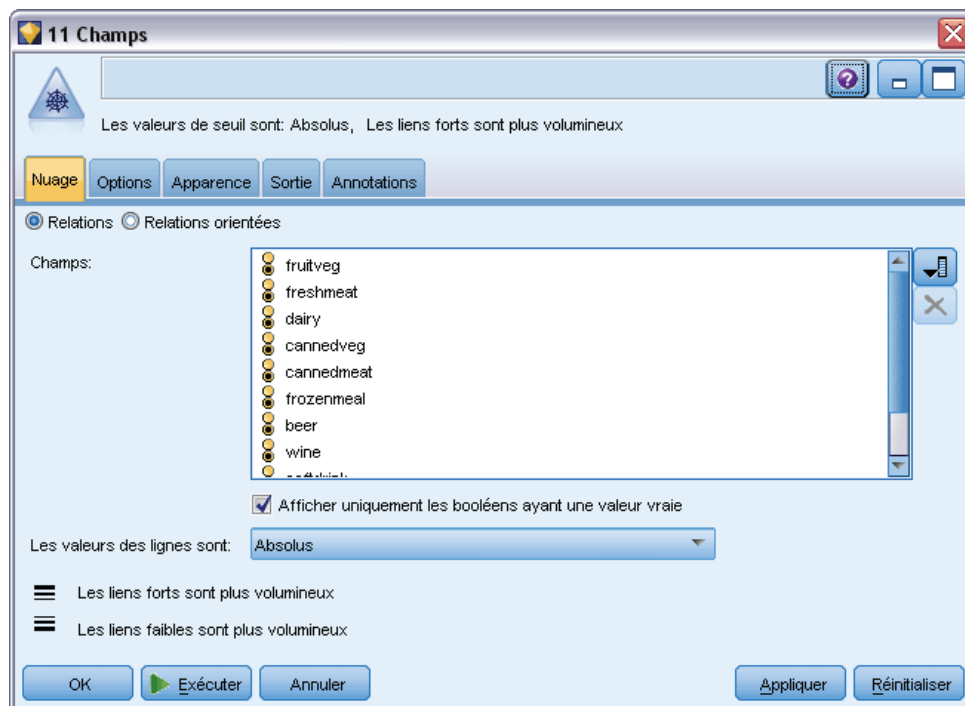 11 Champs
Les valeurs de seuil sont: Absolus, Les liens forts sont plus volumineux
Nuage Options Apparence Sortie Annotations
Relations Relations orientées
Champs:
fruitveg
freshmeat
dairy
cannedveg
cannedmeat
frozenmeal
beer
wine
Afficher uniquement les booléens ayant une valeur vraie
Les valeurs des lignes sont: Absolus
Les liens forts sont plus volumineux
Les liens faibles sont plus volumineux
OK Exécuter Annuler Appliquer Réinitialiser